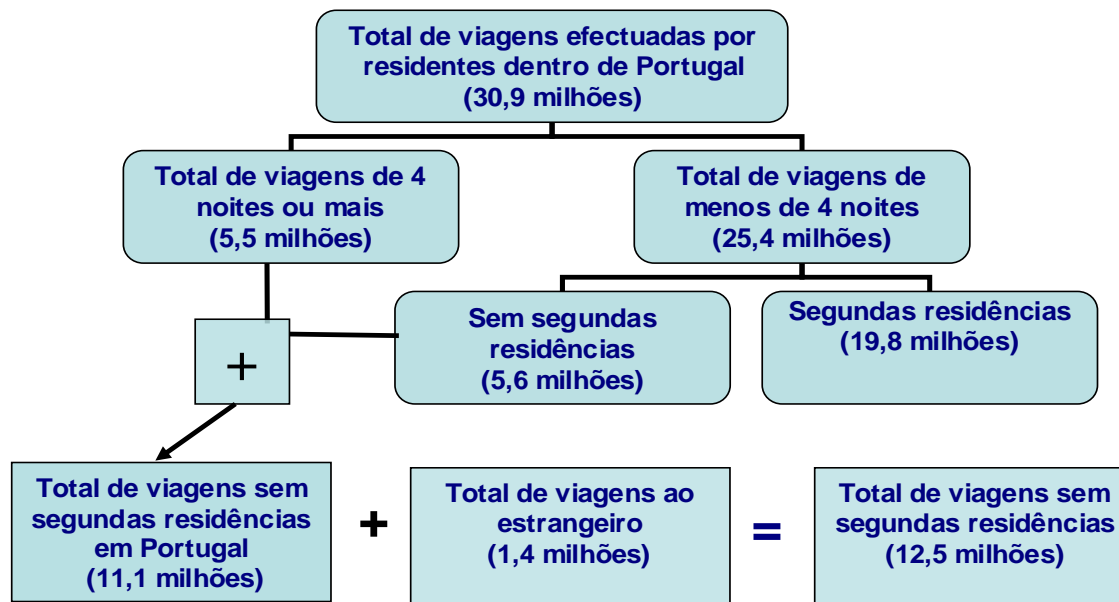 Total de viagens efectuadas por
residentes dentro de Portugal
(30,9 milhões)
Total de viagens de 4
noites ou mais
(5,5 milhões)
Total de viagens de
menos de 4 noites
(25,4 milhões)
Sem segundas
residências
(5,6 milhões)
Segundas residências
(19,8 milhões)
+
Total de viagens sem
segundas residências
em Portugal
(11,1 milhões)
+
Total de viagens ao
estrangeiro
(1,4 milhões)
=
Total de viagens sem
segundas residências
(12,5 milhões)